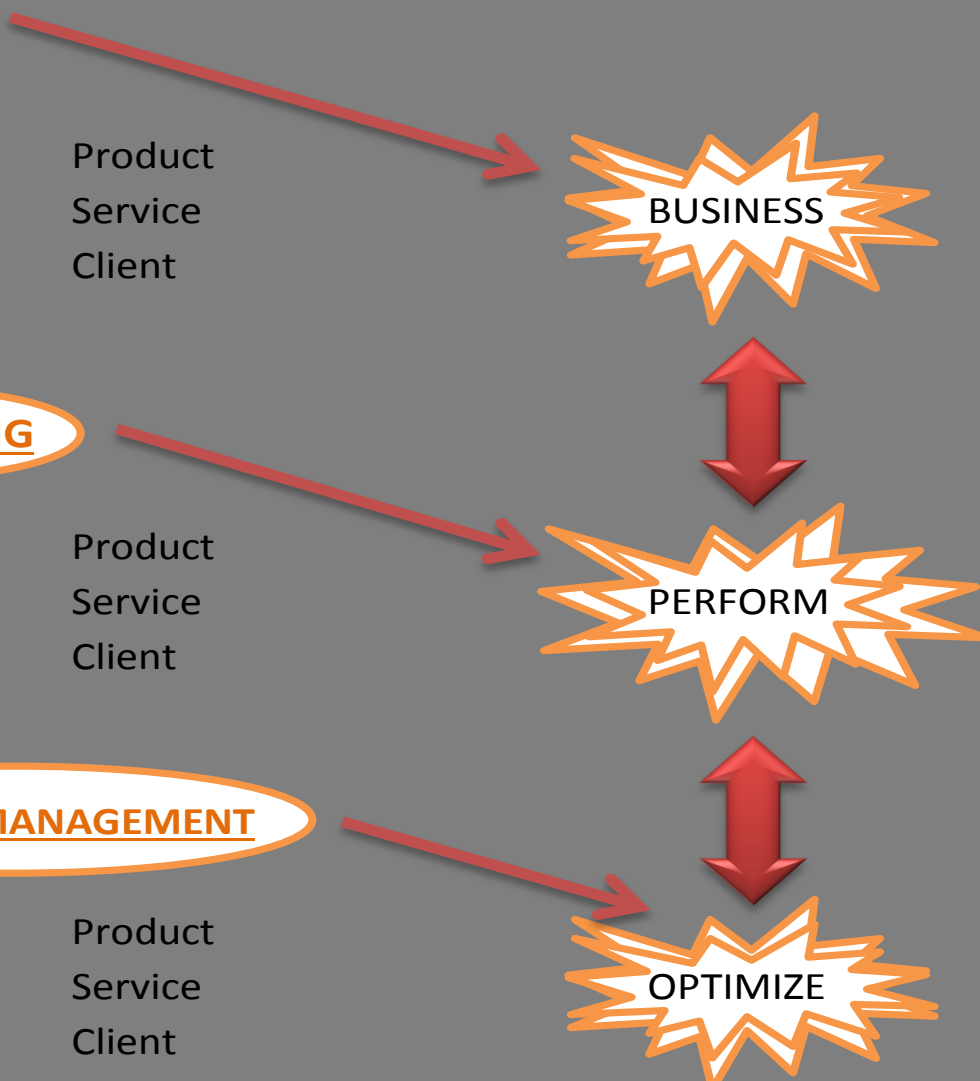 Product
Service
Client
BUSINESS
G
Product
Service
Client
PERFORM
MANAGEMENT
Product
Service
Client
OPTIMIZE